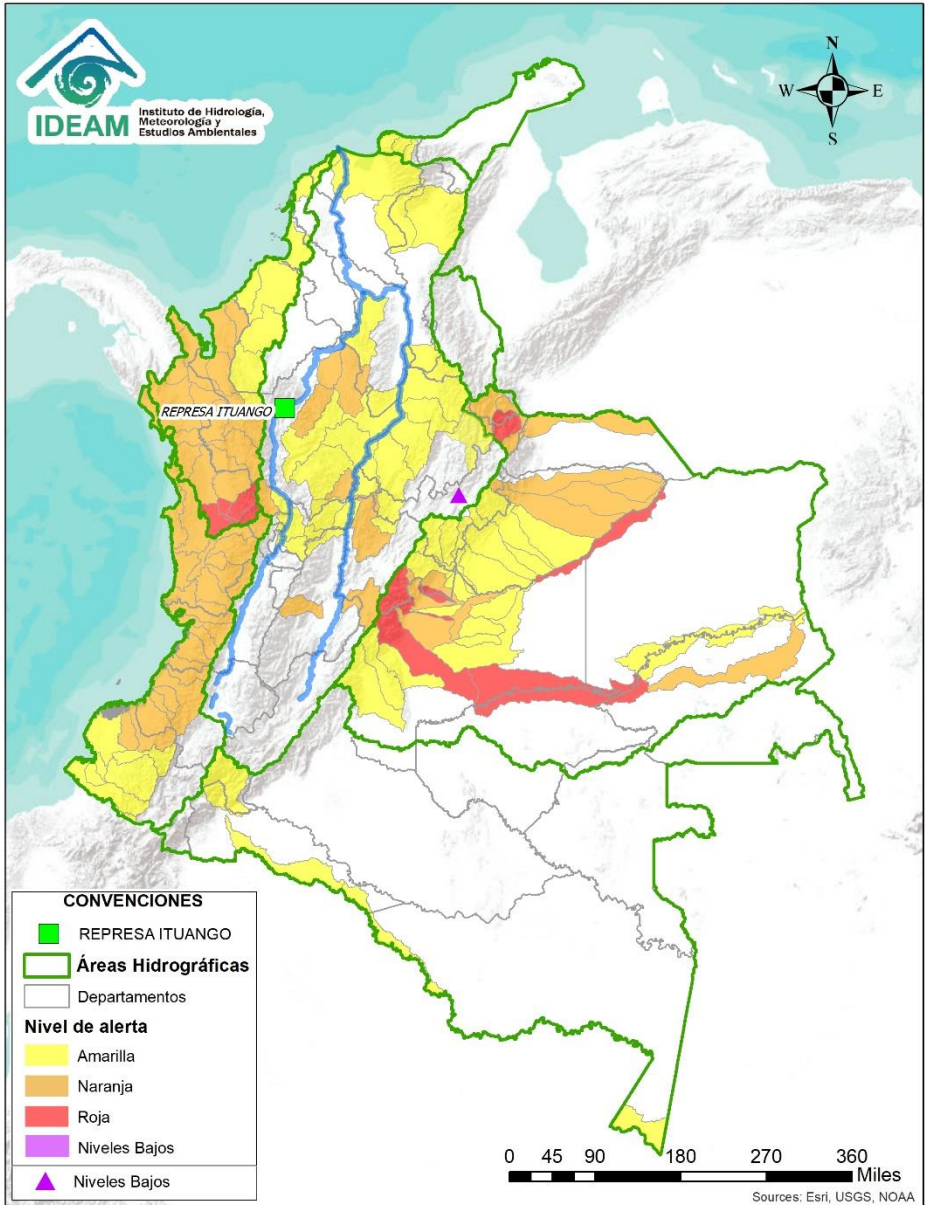 IDEAM
Instituto de Hidrología,
Meteorología y
Estudios Ambientales
N
W E
S
REPRESA ITUANGO
CONVENCIONES
REPRESA ITUANGO
Áreas Hidrográficas
Departamentos
Nivel de alerta
Amarilla
Naranja
Roja
Niveles Bajos
Niveles Bajos
0 45 90 180 270 360
Miles
Sources: Esri, USGS, NOAA